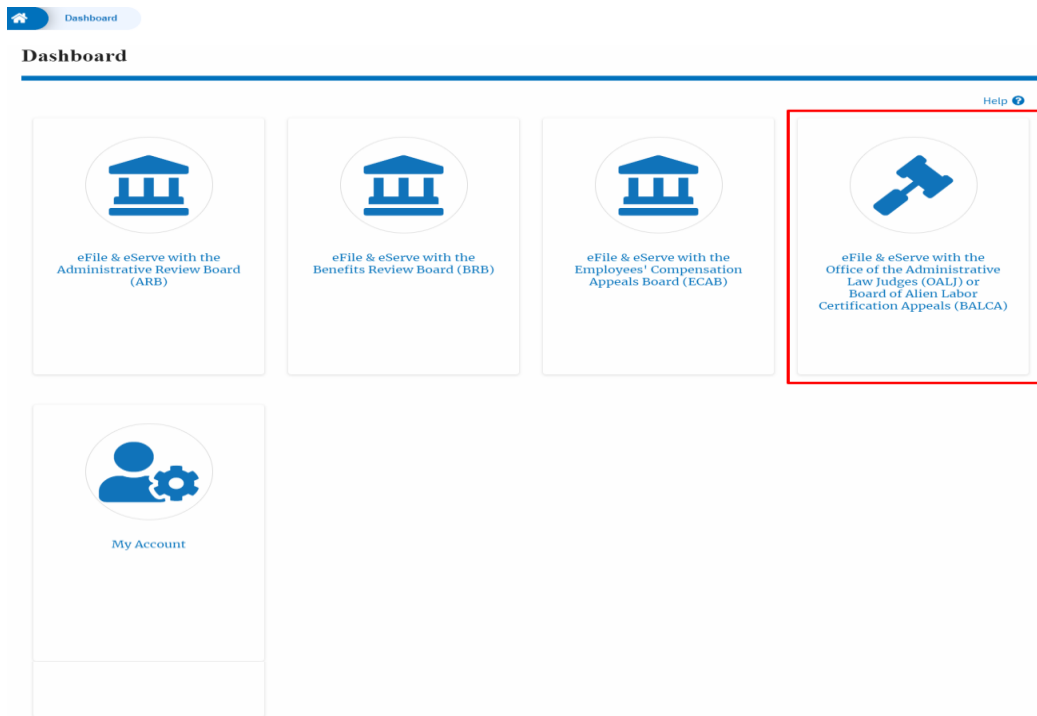 Dashboard
Dashboard
Help
eFile & eServe with the
Administrative Review Board
(ARB)
eFile & eServe with the
Benefits Review Board (BRB)
eFile & eServe with the
Employees' Compensation
Appeals Board (ECAB)
eFile & eServe with the
Office of the Administrative
Law Judges (OALJ) or
Board of Alien Labor
Certification Appeals (BALCA)
My Account